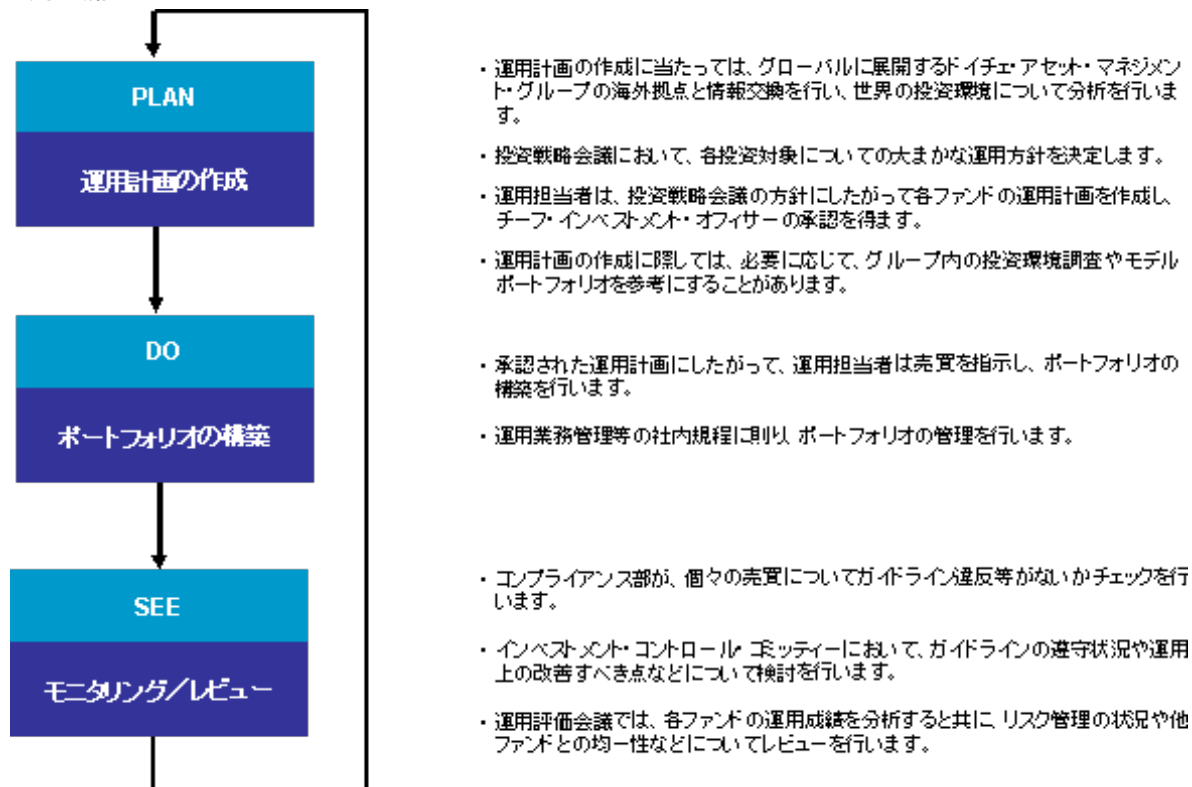 PLAN
運用計画の作成
・運用計画の作成に当たっては、グローバルに展開するドイチェ・アセット・マネジメン
ト・グループの海外拠点と情報交換を行い、世界の投資環境について分析を行いま
す。
・投資戦略会議において、各投資対象についての大まかな運用方針を決定します。
・運用担当者は、投資戦略会議の方針にしたがって各ファンドの運用計画を作成し、
チーフ・インベストメント・オフィサーの承認を得ます。
・運用計画の作成に際しては、必要に応じて、グループ内の投資環境調査やモデル
ポートフォリオを参考にすることがあります。
DO
ポートフォリオの構築
・承認された運用計画にしたがって、運用担当者は売買を指示し、ポートフォリオの
構築を行います。
・運用業務管理等の社内規程に則り、ポートフォリオの管理を行います。
SEE
モニタリング／レビュー
・コンプライアンス部が、個々の売買についてガイドライン違反等がないかチェックを行
います。
・インベストメント・コントロール・コミッティーにおいて、ガイドラインの遵守状況や運用
上の改善すべき点などについて検討を行います。
・運用評価会議では、各ファンドの運用成績を分析すると共に、リスク管理の状況や他
ファンドとの均一性などについてレビューを行います。